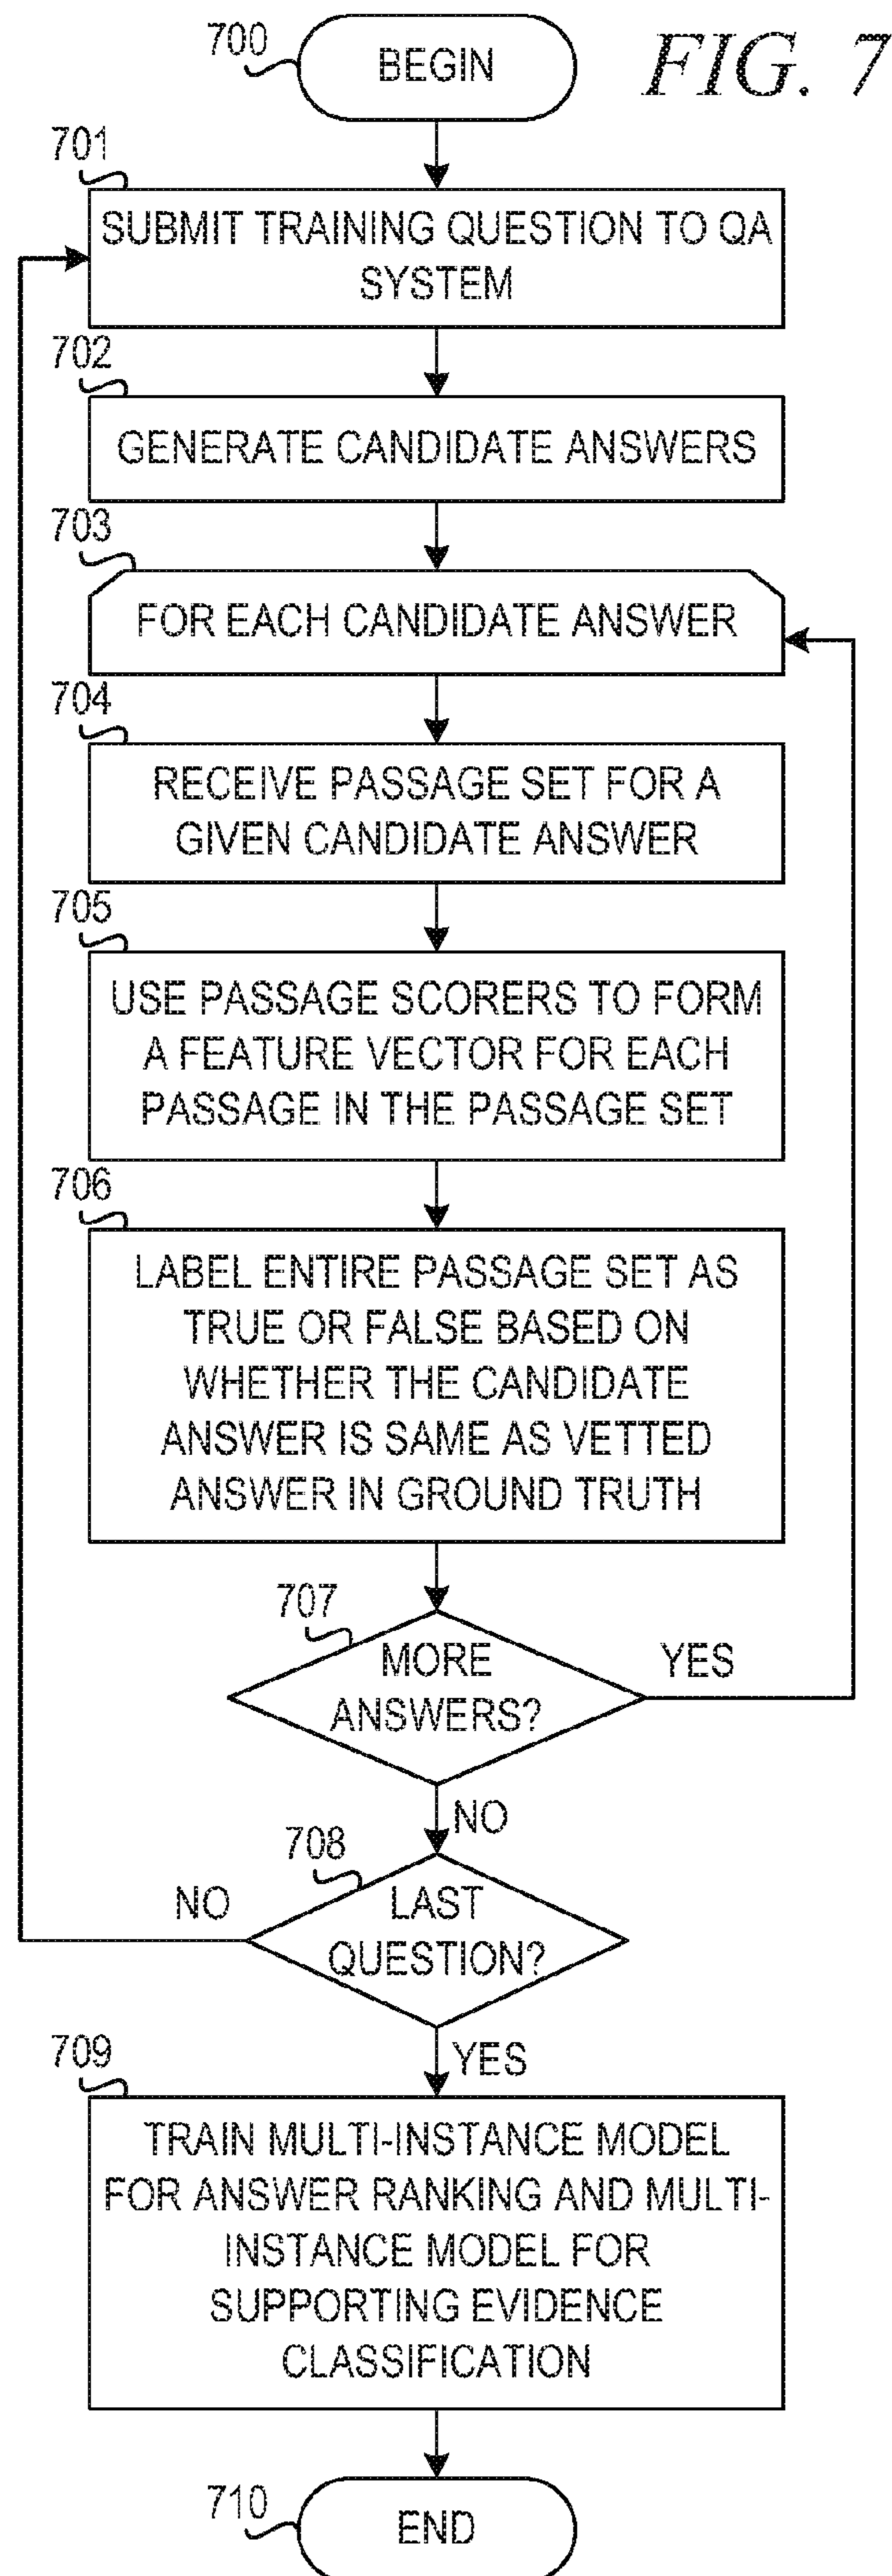 FIG. 7
700
BEGIN
701
SUBMIT TRAINING QUESTION TO QA
SYSTEM
702
GENERATE CANDIDATE ANSWERS
703
FOR EACH CANDIDATE ANSWER
704
RECEIVE PASSAGE SET FOR A
GIVEN CANDIDATE ANSWER
705
USE PASSAGE SCORERS TO FORM
A FEATURE VECTOR FOR EACH
PASSAGE IN THE PASSAGE SET
706
LABEL ENTIRE PASSAGE SET AS
TRUE OR FALSE BASED ON
WHETHER THE CANDIDATE
ANSWER IS SAME AS VETTED
ANSWER IN GROUND TRUTH
707
MORE
ANSWERS?
YES
NO
708
LAST
QUESTION?
NO
YES
709
TRAIN MULTI-INSTANCE MODEL
FOR ANSWER RANKING AND MULTI-
INSTANCE MODEL FOR
SUPPORTING EVIDENCE
CLASSIFICATION
710
END